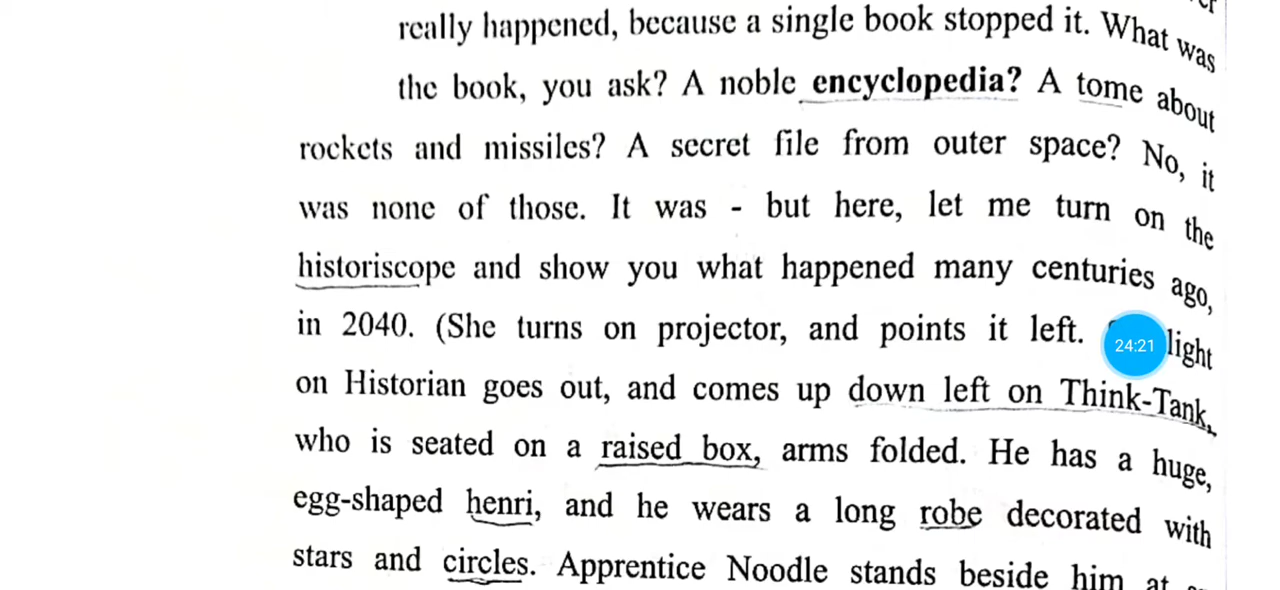 really happened, because a single book stopped it. What was
the book, you ask? A noble encyclopedia? A tome about
rockets and missiles? A secret file from outer space? No, it
was none of those. It was - but here, let me turn on the
historiscope and show you what happened many centuries ago,
in 2040. (She turns on projector, and points it left. light
24:21
on Historian goes out, and comes up down left on Think-Tank,
who is seated on a raised box, arms folded. He has a huge,
egg-shaped henri, and he wears a long robe decorated with
stars and circles. Apprentice Noodle stands beside him at